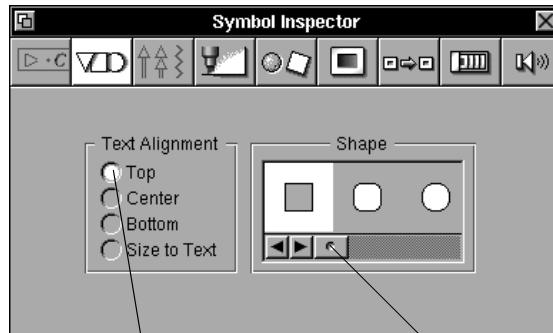 Symbol Inspector
C
Text Alignment
Shape
Top
Center
Bottom
Size to Text